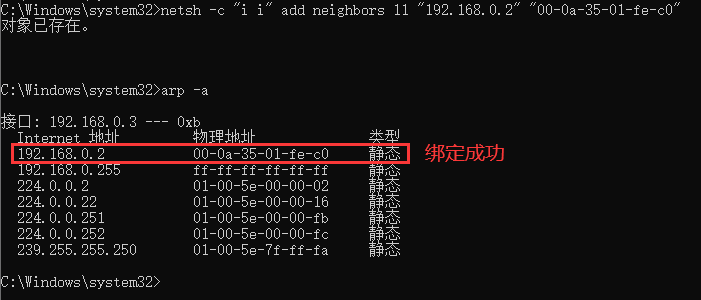 C:\Windows\system32>netsh -c "i i" add neighbors 11 "192.168.0.2" "00-0a-35-01-fe-c0"
对象已存在。
C:\Windows\system32>arp -a
接口: 192.168.0.3 --- 0xb
Internet 地址 物理地址 类型
192.168.0.2 00-0a-35-01-fe-c0 静态 绑定成功
192.168.0.255 ff-ff-ff-ff-ff-ff 静态
224.0.0.2 01-00-5e-00-00-02 静态
224.0.0.22 01-00-5e-00-00-16 静态
224.0.0.251 01-00-5e-00-00-fb 静态
224.0.0.252 01-00-5e-00-00-fc 静态
239.255.255.250 01-00-5e-7f-ff-fa 静态
C:\Windows\system32>